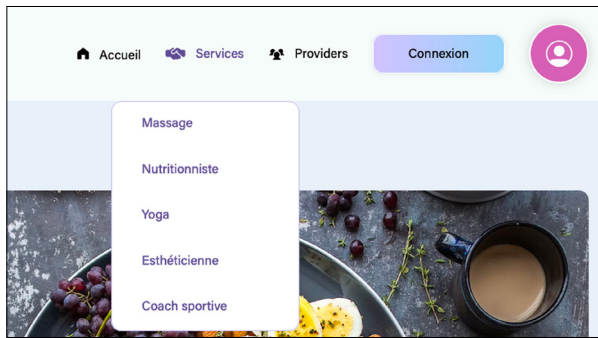 Accueil Services Providers Connexion
Massage
Nutritionniste
Yoga
Esthéticienne
Coach sportive